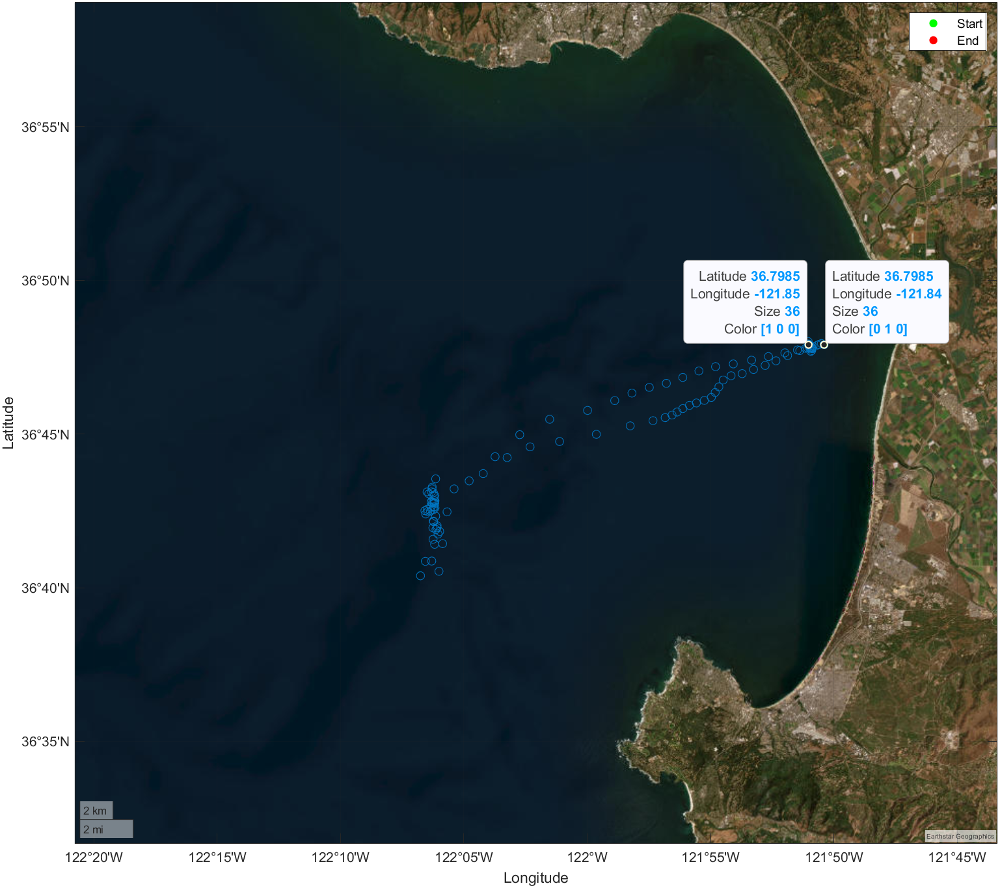 Start
End
36°55'N
36°50'N
36°45'N
36°40'N
36°35'N
Latitude
Latitude 36.7985
Longitude -121.85
Size 36
Color [1 0 0]
Latitude 36.7985
Longitude -121.84
Size 36
Color [0 1 0]
2 km
2 mi
Earthstar Geographics
122°20'W 122°15'W 122°10'W 122°05'W 122°W 121°55'W 121°50'W 121°45'W
Longitude